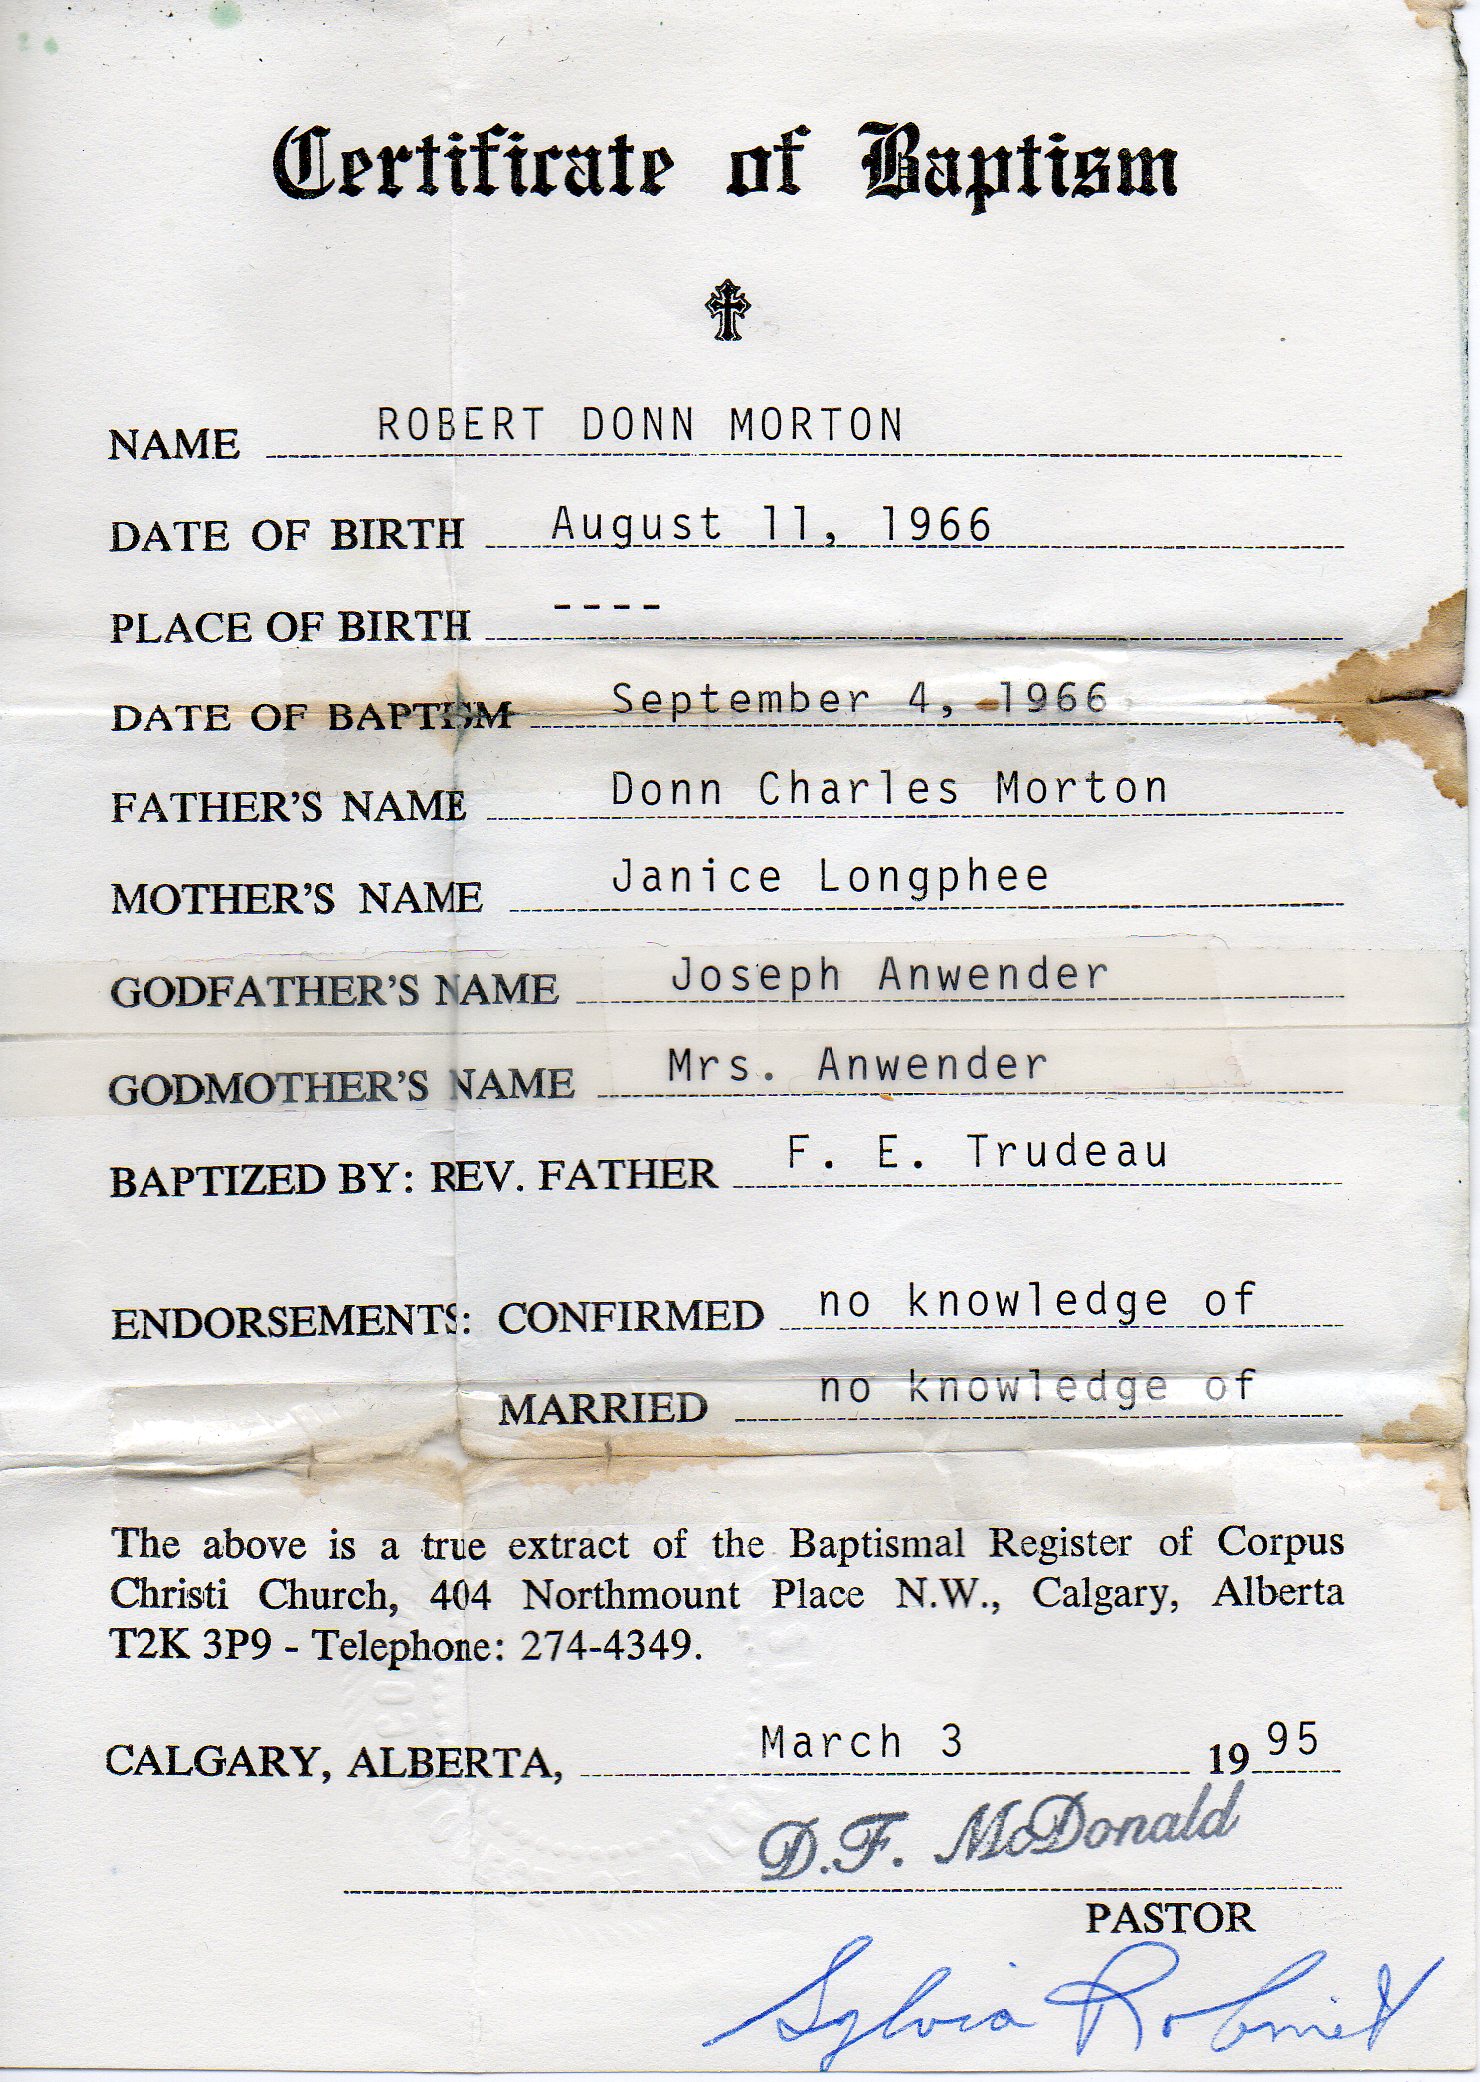 Certificate of Baptism
NAME ROBERT DONN MORTON
DATE OF BIRTH August 11, 1966
PLACE OF BIRTH ----
DATE OF BAPTISM September 4, 1966
FATHER'S NAME Donn Charles Morton
MOTHER'S NAME Janice Longphee
GODFATHER'S NAME Joseph Anwender
GODMOTHER'S NAME Mrs. Anwender
BAPTIZED BY: REV. FATHER F. E. Trudeau
ENDORSEMENTS: CONFIRMED no knowledge of
MARRIED no knowledge of
The above is a true extract of the Baptismal Register of Corpus
Christi Church, 404 Northmount Place N.W., Calgary, Alberta
T2K 3P9 - Telephone: 274-4349.
CALGARY, ALBERTA, March 3 1995
D.F. McDonald
PASTOR
Sylvia